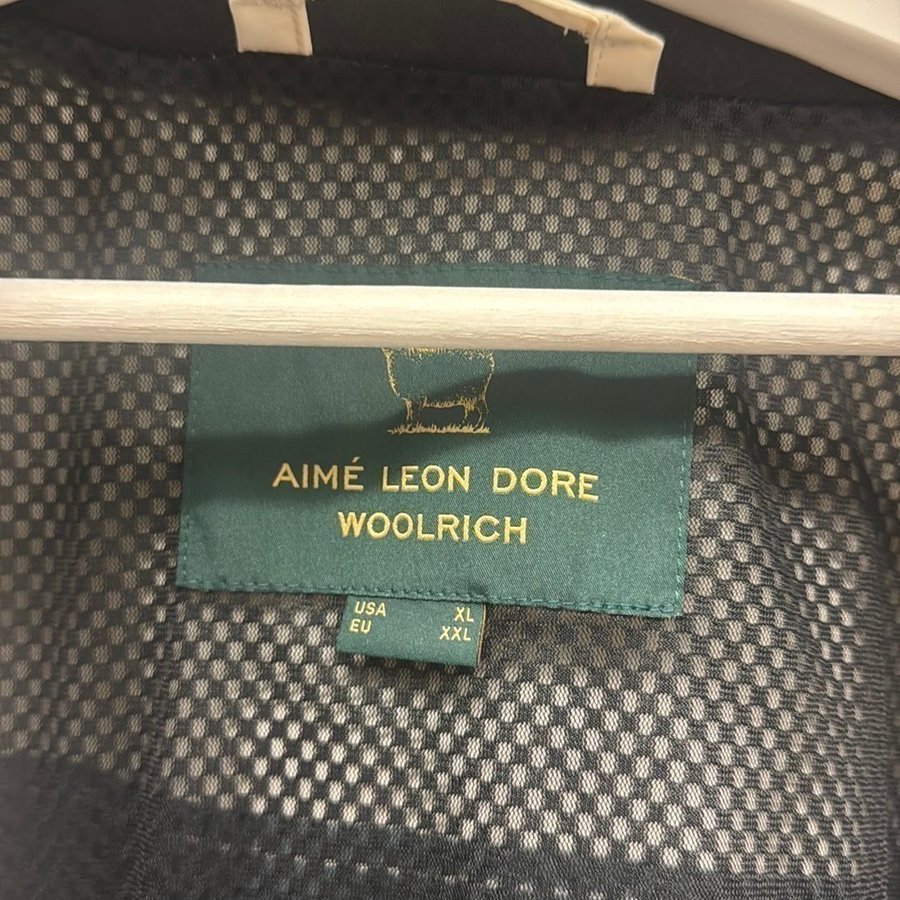 AIMÉ LEON DORE
WOOLRICH
USA XL
EU XXL